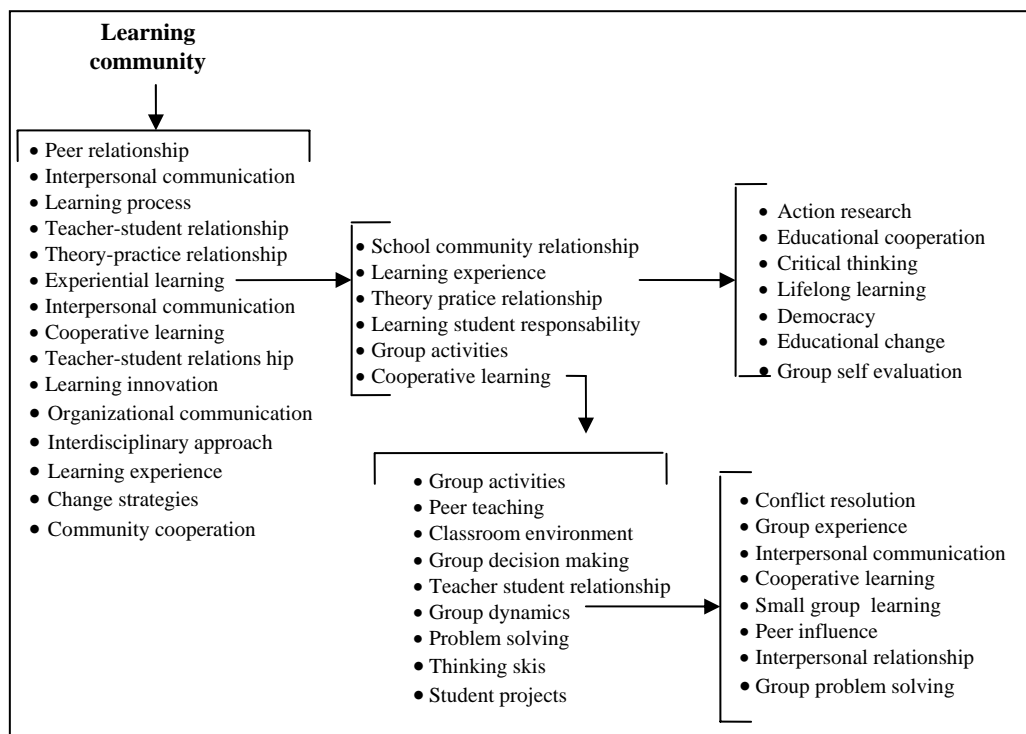 Learning
community
• Peer relationship
• Interpersonal communication
• Learning process
• Teacher-student relationship
• Theory-practice relationship
• Experiential learning
• Interpersonal communication
• Cooperative learning
• Teacher-student relations hip
• Learning innovation
• Organizational communication
• Interdisciplinary approach
• Learning experience
• Change strategies
• Community cooperation
• School community relationship
• Learning experience
• Theory pratice relationship
• Learning student responsability
• Group activities
• Cooperative learning
• Action research
• Educational cooperation
• Critical thinking
• Lifelong learning
• Democracy
• Educational change
• Group self evaluation
• Group activities
• Peer teaching
• Classroom environment
• Group decision making
• Teacher student relationship
• Group dynamics
• Problem solving
• Thinking skis
• Student projects
• Conflict resolution
• Group experience
• Interpersonal communication
• Cooperative learning
• Small group learning
• Peer influence
• Interpersonal relationship
• Group problem solving